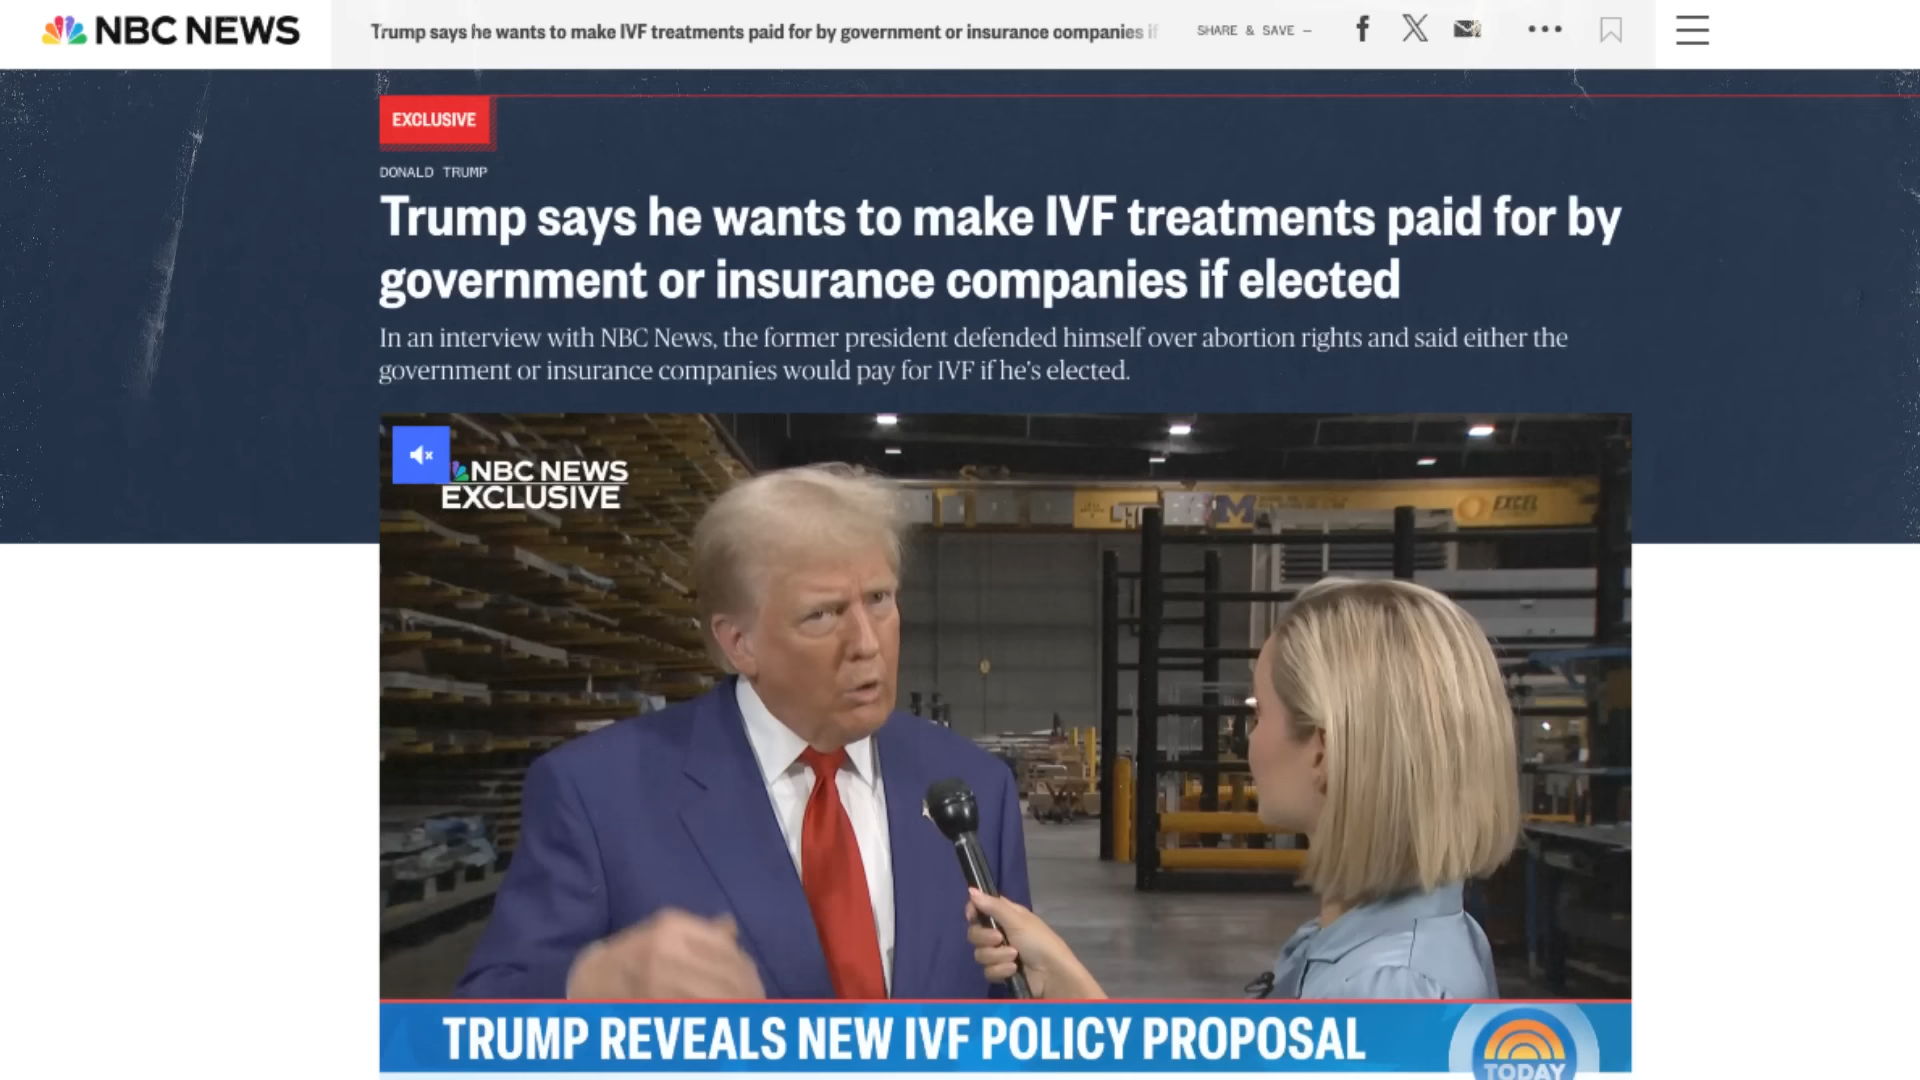 NBC NEWS
Trump says he wants to make IVF treatments paid for by government or insurance companies if
SHARE & SAVE —
EXCLUSIVE
DONALD TRUMP
Trump says he wants to make IVF treatments paid for by
government or insurance companies if elected
In an interview with NBC News, the former president defended himself over abortion rights and said either the
government or insurance companies would pay for IVF if he's elected.
NBC NEWS
EXCLUSIVE
M
EXCEL
TRUMP REVEALS NEW IVF POLICY PROPOSAL
TODAY